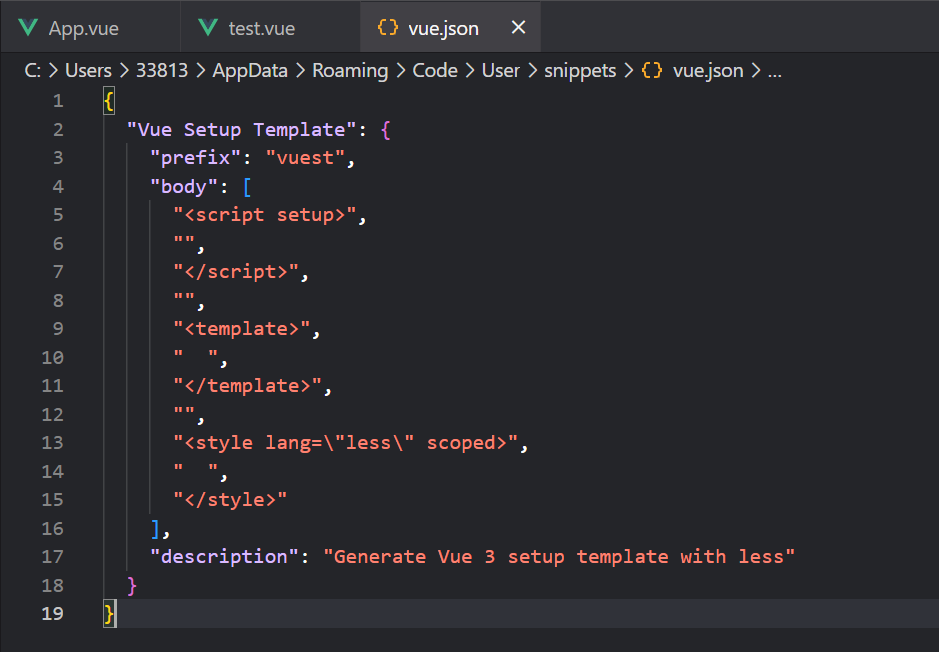 App.vue test.vue {} vue.json ×
C: > Users > 33813 > AppData > Roaming > Code > User > snippets > {} vue.json > ...
1 {
2   "Vue Setup Template": {
3     "prefix": "vuest",
4     "body": [
5       "<script setup>",
6       "",
7       "</script>",
8       "",
9       "<template>",
10       "  ",
11       "</template>",
12       "",
13       "<style lang=\"less\" scoped>",
14       "  ",
15       "</style>"
16     ],
17     "description": "Generate Vue 3 setup template with less"
18   }
19 }